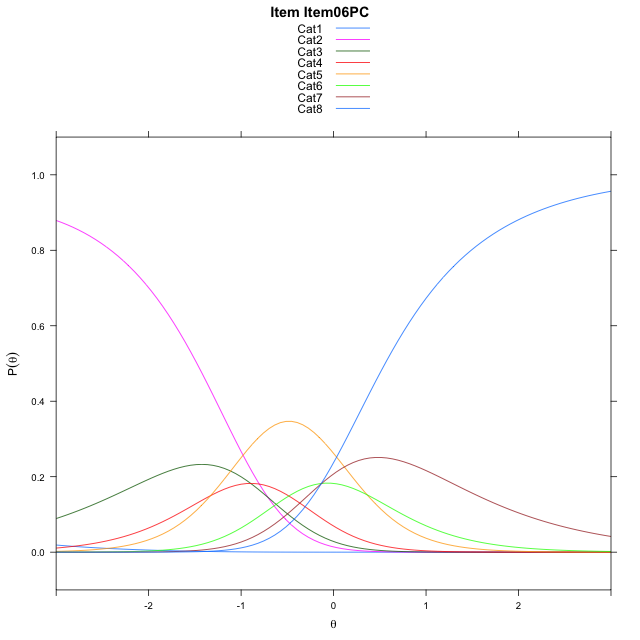 Item Item06PC
Cat1
Cat2
Cat3
Cat4
Cat5
Cat6
Cat7
Cat8
1.0
0.8
0.6
0.4
0.2
0.0
P(θ)
-2 -1 0 1 2
θ